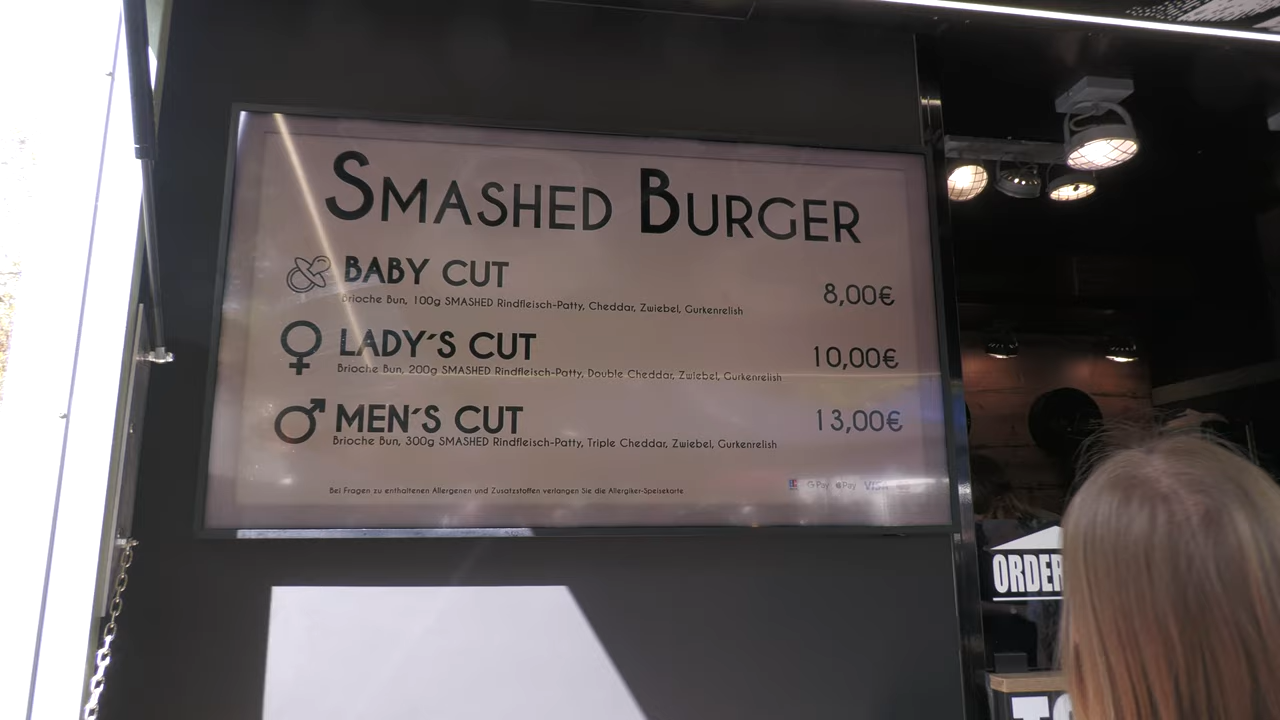 SMASHED BURGER
BABY CUT
8,00€
Brioche Bun, 100g SMASHED Rindfleisch-Patty, Cheddar, Zwiebel, Gurkenrelish
LADY´S CUT
10,00€
Brioche Bun, 200g SMASHED Rindfleisch-Patty, Double Cheddar, Zwiebel, Gurkenrelish
MEN´S CUT
13,00€
Brioche Bun, 300g SMASHED Rindfleisch-Patty, Triple Cheddar, Zwiebel, Gurkenrelish
Bei Fragen zu enthaltenen Allergenen und Zusatzstoffen verlangen Sie die Allergiker-Speisekarte
G Pay Pay VISA
ORDER